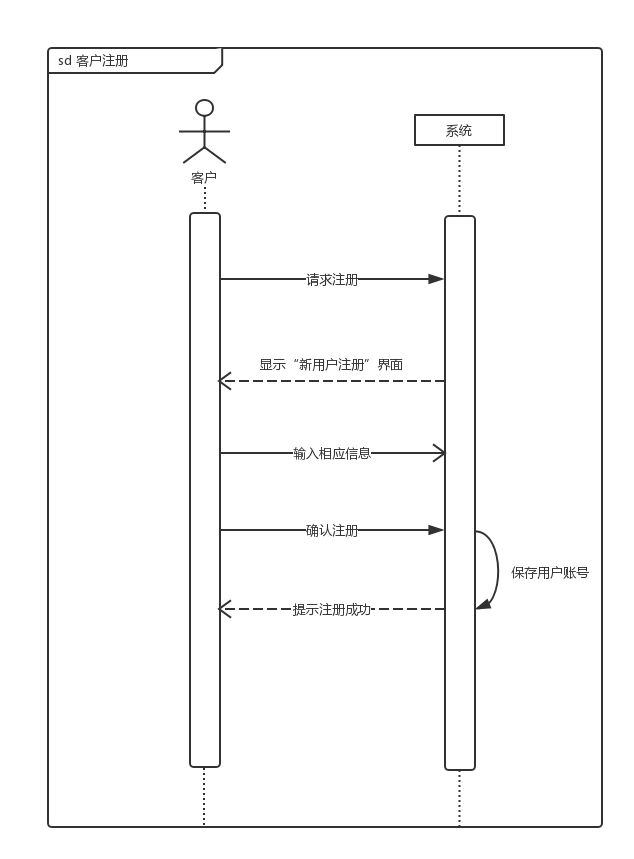 sd 客户注册
系统
客户
请求注册
显示“新用户注册”界面
输入相应信息
确认注册
保存用户账号
提示注册成功